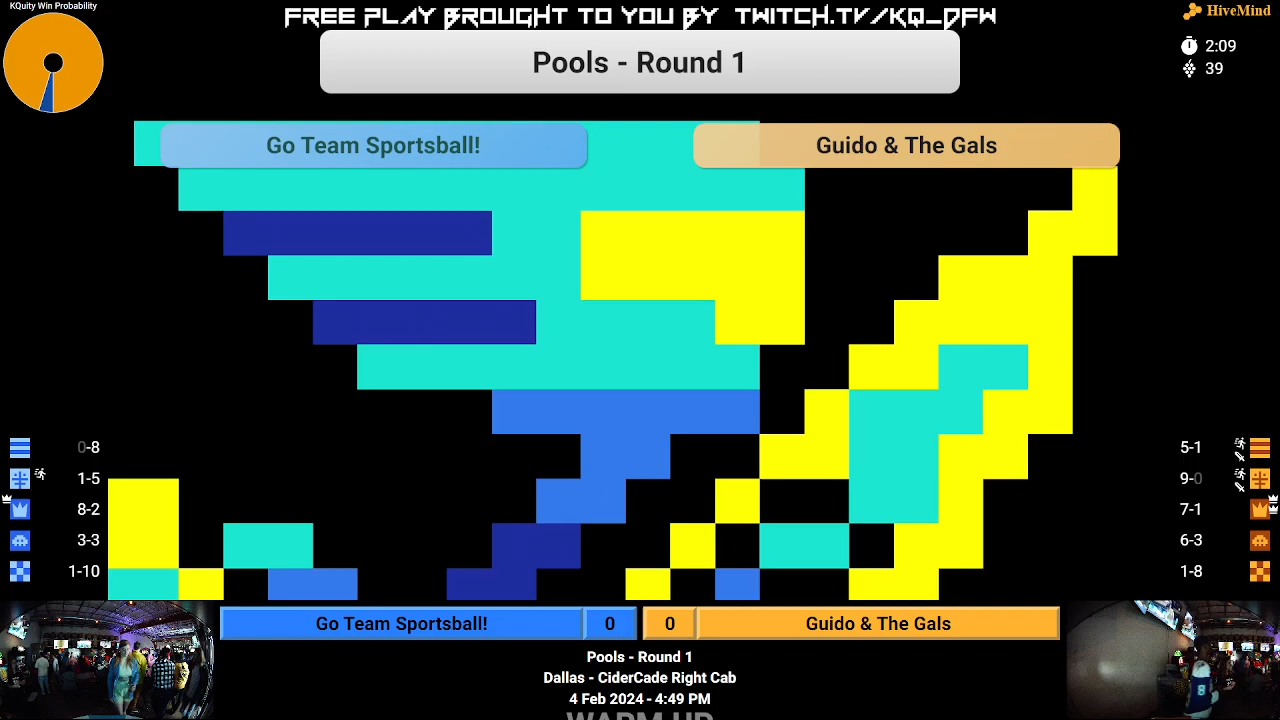 KQuity Win Probability
FREE PLAY BROUGHT TO YOU BY TWITCH.TV/KQ_DFW
HiveMind
Pools - Round 1
2:09
39
Go Team Sportsball!
Guido & The Gals
0-8
1-5
8-2
3-3
1-10
5-1
9-0
7-1
6-3
1-8
Go Team Sportsball! 0
0 Guido & The Gals
Pools - Round 1
Dallas - CiderCade Right Cab
4 Feb 2024 - 4:49 PM
WARM UP
8